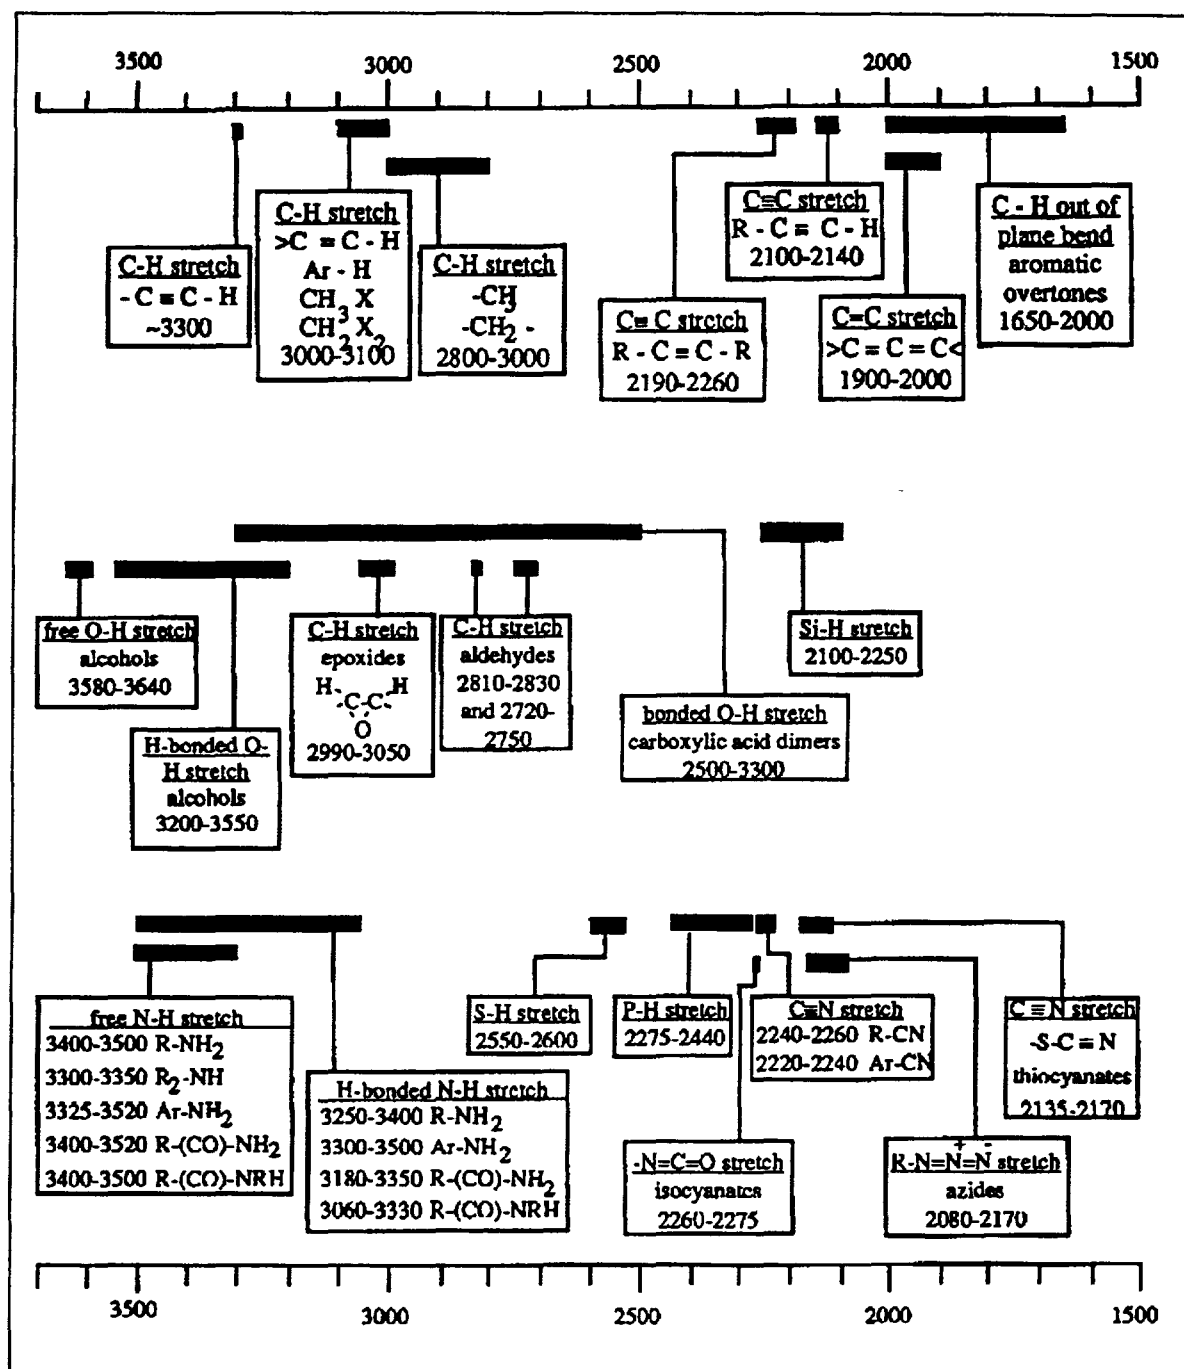 3500 3000 2500 2000 1500
C-H stretch
- C ≡ C - H
~3300
C-H stretch
>C = C - H
Ar - H
CH3 X
CH2 X2
3000-3100
C-H stretch
-CH3
-CH2 -
2800-3000
C≡ C stretch
R - C ≡ C - R
2190-2260
C≡C stretch
R - C ≡ C - H
2100-2140
C=C stretch
>C = C = C<
1900-2000
C - H out of
plane bend
aromatic
overtones
1650-2000
free O-H stretch
alcohols
3580-3640
H-bonded O-
H stretch
alcohols
3200-3550
C-H stretch
epoxides
H H
C-C
O
2990-3050
C-H stretch
aldehydes
2810-2830
and 2720-
2750
bonded O-H stretch
carboxylic acid dimers
2500-3300
Si-H stretch
2100-2250
free N-H stretch
3400-3500 R-NH2
3300-3350 R2-NH
3325-3520 Ar-NH2
3400-3520 R-(CO)-NH2
3400-3500 R-(CO)-NRH
H-bonded N-H stretch
3250-3400 R-NH2
3300-3500 Ar-NH2
3180-3350 R-(CO)-NH2
3060-3330 R-(CO)-NRH
S-H stretch
2550-2600
P-H stretch
2275-2440
C≡N stretch
2240-2260 R-CN
2220-2240 Ar-CN
-N=C=O stretch
isocyanates
2260-2275
R-N=N+=N- stretch
azides
2080-2170
C ≡ N stretch
-S-C ≡ N
thiocyanates
2135-2170
3500 3000 2500 2000 1500